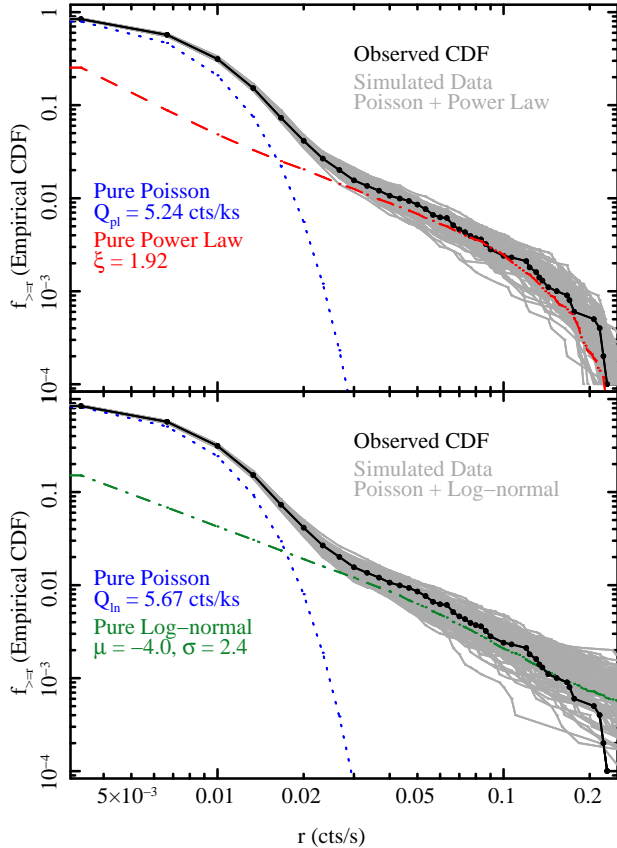 1
Observed CDF
Simulated Data
Poisson + Power Law
0.1
f>=r (Empirical CDF)
0.01
Pure Poisson
Qpl = 5.24 cts/ks
Pure Power Law
ξ = 1.92
10⁻³
10⁻⁴
Observed CDF
Simulated Data
Poisson + Log−normal
0.1
f>=r (Empirical CDF)
0.01
Pure Poisson
Qln = 5.67 cts/ks
Pure Log−normal
μ = −4.0, σ = 2.4
10⁻³
10⁻⁴
5×10⁻³ 0.01 0.02 0.05 0.1 0.2
r (cts/s)